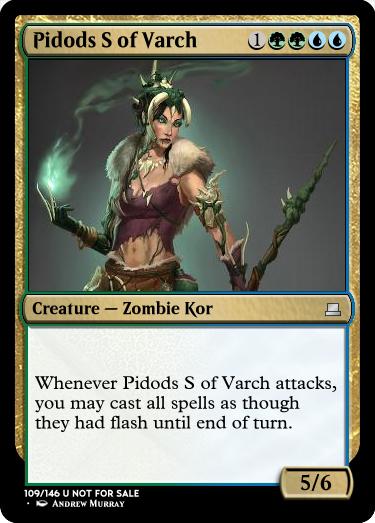 Pidods S of Varch 1
Creature — Zombie Kor
Whenever Pidods S of Varch attacks,
you may cast all spells as though
they had flash until end of turn.
5/6
109/146 U NOT FOR SALE
· Andrew Murray